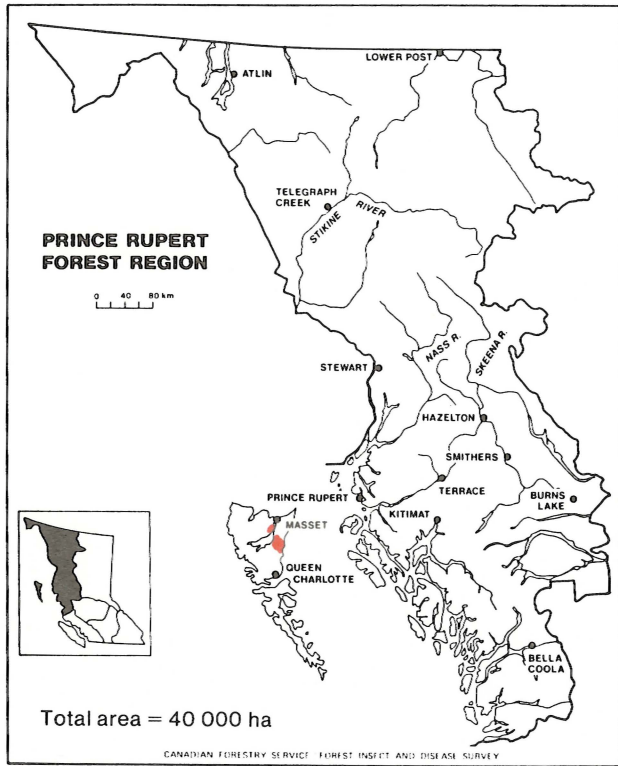 LOWER POST
ATLIN
TELEGRAPH
CREEK
STIKINE RIVER
PRINCE RUPERT
FOREST REGION
0 40 80 km
NASS R.
SKEENA R.
STEWART
HAZELTON
SMITHERS
TERRACE
PRINCE RUPERT
KITIMAT
BURNS
LAKE
MASSET
QUEEN
CHARLOTTE
BELLA
COOLA
Total area = 40 000 ha
CANADIAN FORESTRY SERVICE FOREST INSECT AND DISEASE SURVEY